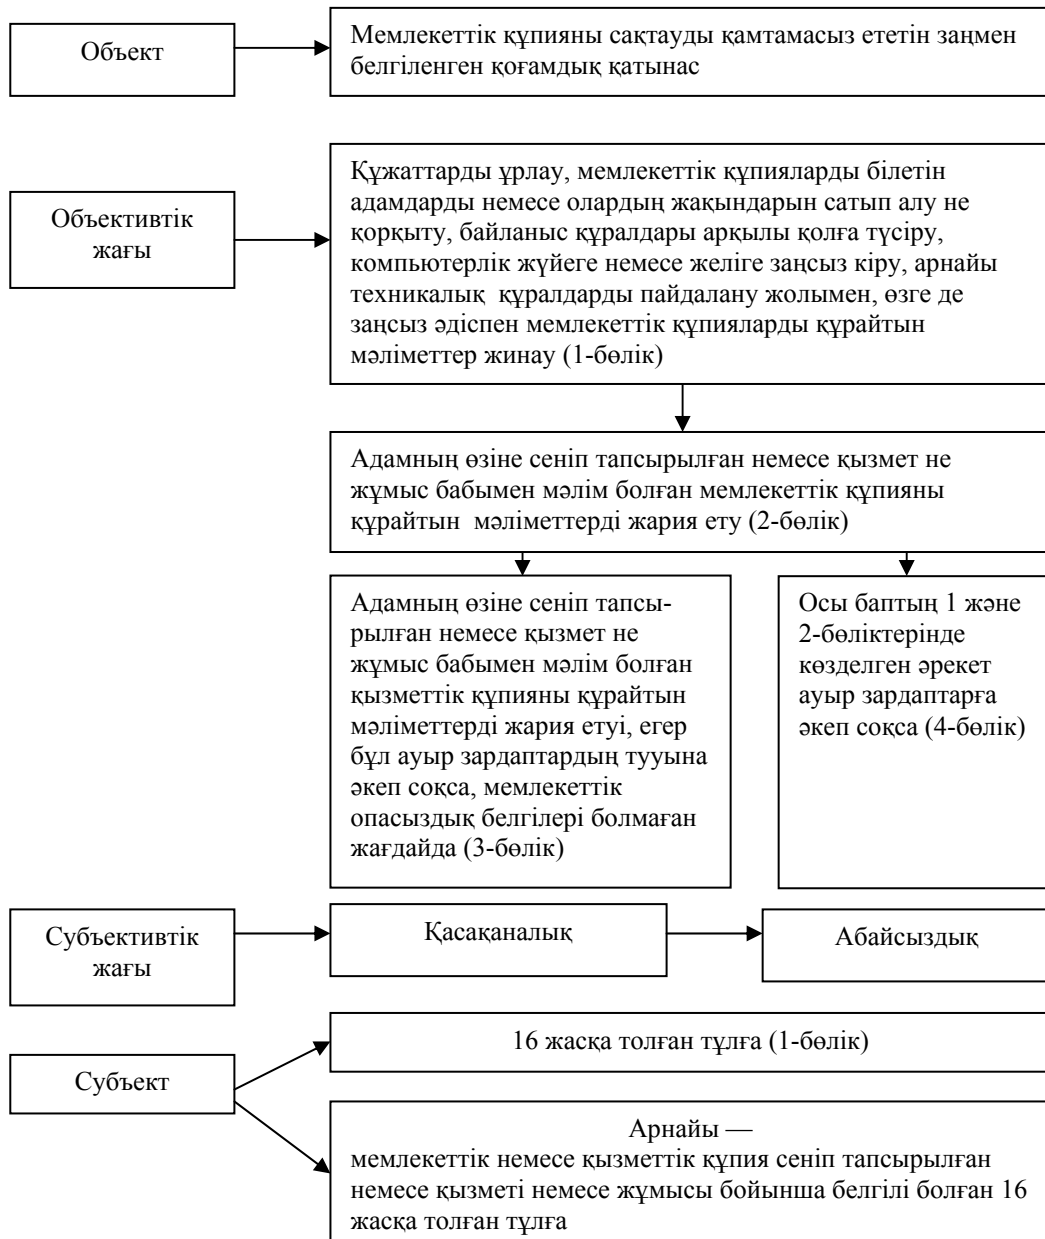 Объект
Мемлекеттік құпияны сақтауды қамтамасыз ететін заңмен
белгіленген қоғамдық қатынас
Объективтік
жағы
Құжаттарды ұрлау, мемлекеттік құпияларды білетін
адамдарды немесе олардың жақындарын сатып алу не
қорқыту, байланыс құралдары арқылы қолға түсіру,
компьютерлік жүйеге немесе желіге заңсыз кіру, арнайы
техникалық құралдарды пайдалану жолымен, өзге де
заңсыз әдіспен мемлекеттік құпияларды құрайтын
мәліметтер жинау (1-бөлік)
Адамның өзіне сеніп тапсырылған немесе қызмет не
жұмыс бабымен мәлім болған мемлекеттік құпияны
құрайтын мәліметтерді жария ету (2-бөлік)
Адамның өзіне сеніп тапсы-
рылған немесе қызмет не
жұмыс бабымен мәлім болған
қызметтік құпияны құрайтын
мәліметтерді жария етуі, егер
бұл ауыр зардаптардың тууына
әкеп соқса, мемлекеттік
опасыздық белгілері болмаған
жағдайда (3-бөлік)
Осы баптың 1 және
2-бөліктерінде
көзделген әрекет
ауыр зардаптарға
әкеп соқса (4-бөлік)
Субъективтік
жағы
Қасақаналық
Абайсыздық
Субъект
16 жасқа толған тұлға (1-бөлік)
Арнайы —
мемлекеттік немесе қызметтік құпия сеніп тапсырылған
немесе қызметі немесе жұмысы бойынша белгілі болған 16
жасқа толған тұлға